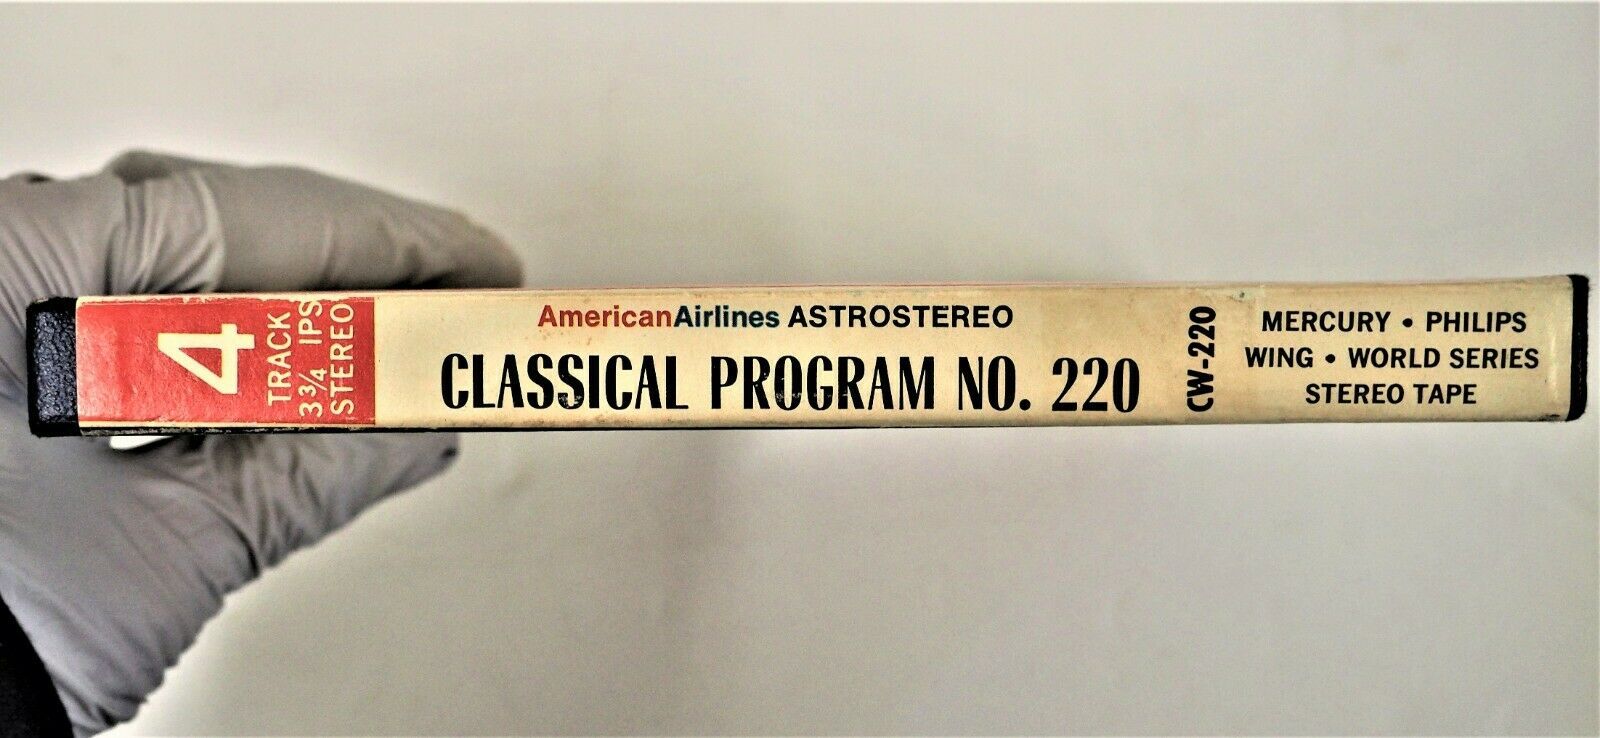 4
TRACK
3¾ IPS
STEREO
AmericanAirlines ASTROSTEREO
CLASSICAL PROGRAM NO. 220
CW-220
MERCURY • PHILIPS
WING • WORLD SERIES
STEREO TAPE